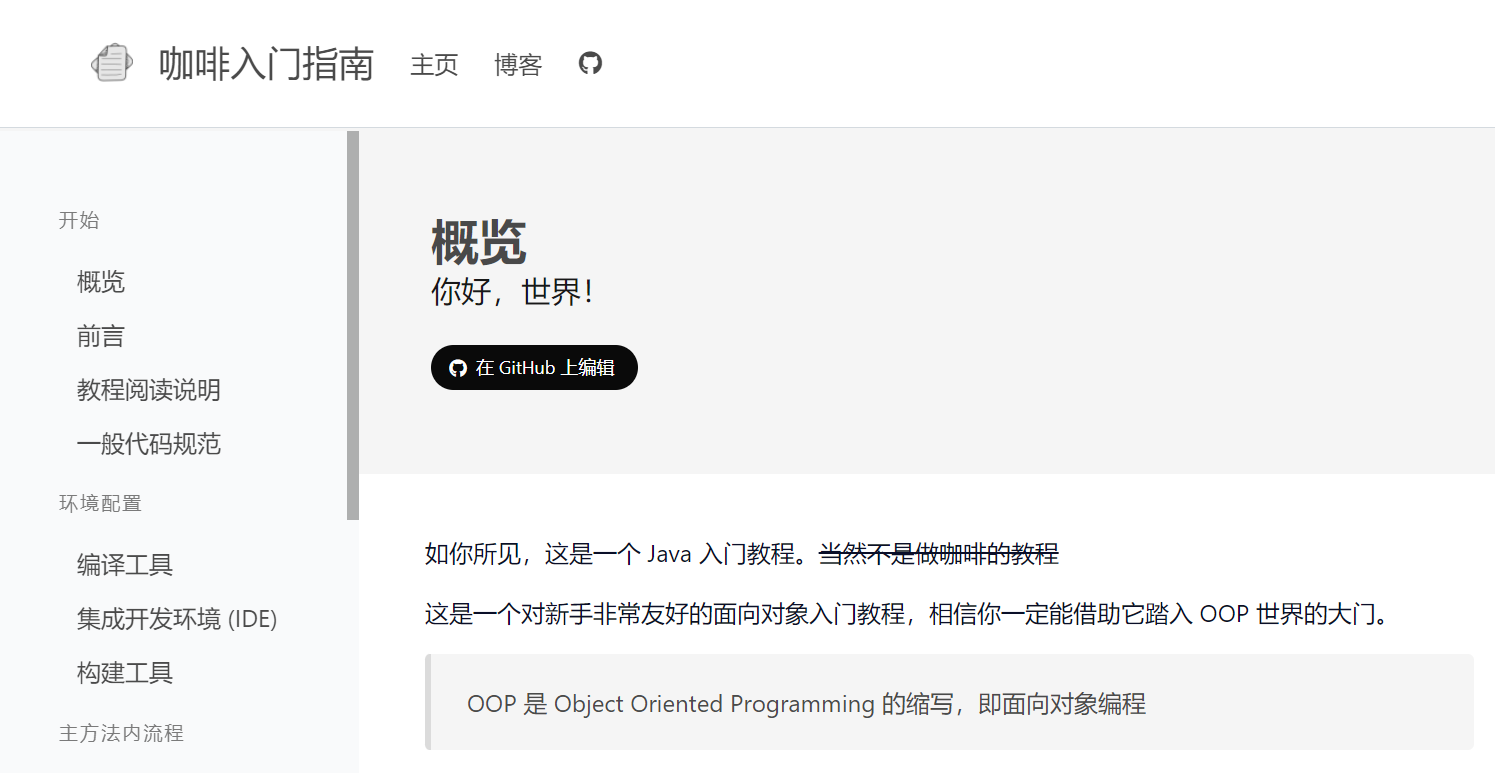 咖啡入门指南 主页 博客
开始
概览
前言
教程阅读说明
一般代码规范
环境配置
编译工具
集成开发环境 (IDE)
构建工具
主方法内流程
概览
你好，世界！
在 GitHub 上编辑
如你所见，这是一个 Java 入门教程。当然不是做咖啡的教程
这是一个对新手非常友好的面向对象入门教程，相信你一定能借助它踏入 OOP 世界的大门。
OOP 是 Object Oriented Programming 的缩写，即面向对象编程